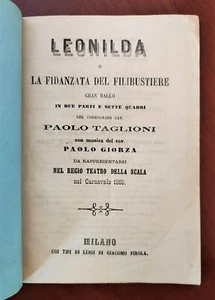 LEONILDA
O
LA FIDANZATA DEL FILIBUSTIERE
GRAN BALLO
IN DUE PARTI E SETTE QUADRI
DEL COREOGRAFO CAV.
PAOLO TAGLIONI
con musica del cav.
PAOLO GIORZA
DA RAPPRESENTARSI
NEL REGIO TEATRO DELLA SCALA
nel Carnovale
MILANO
COI TIPI DI LUIGI DI GIACOMO PIROLA.